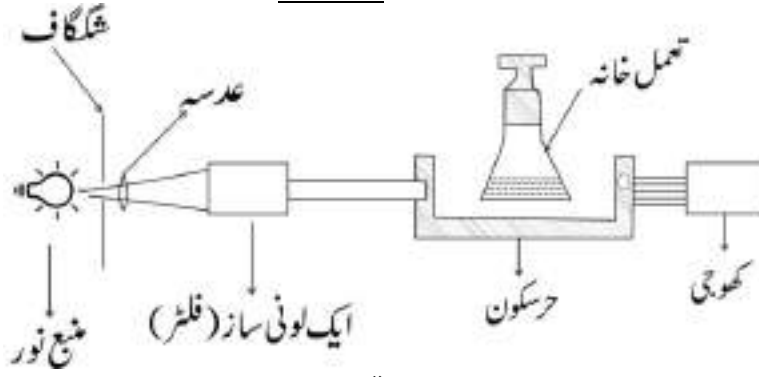 شگاف
عدسہ
تعمل خانہ
منبع نور
ایک لونی ساز (فلٹر)
حرسکون
کھوجی